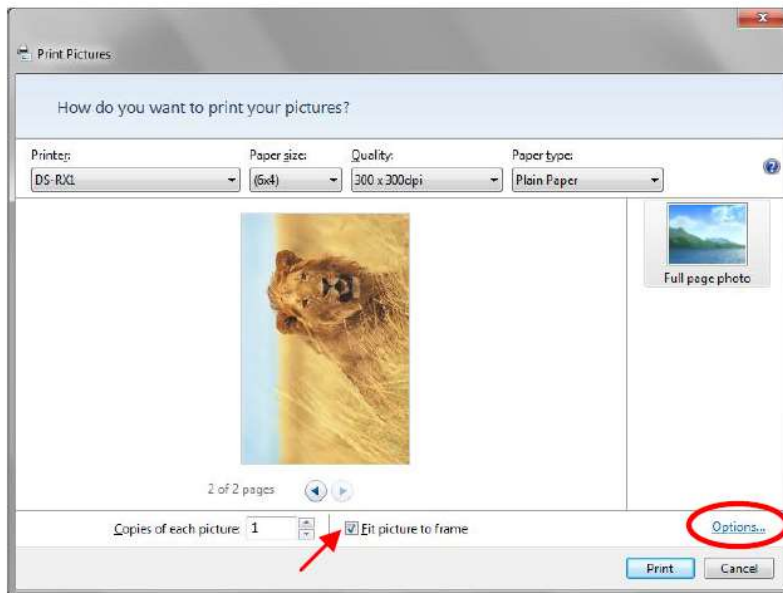 Print Pictures
How do you want to print your pictures?
Printer: Paper size: Quality: Paper type:
DS-RX1 (6x4) 300 x 300dpi Plain Paper
Full page photo
2 of 2 pages
Copies of each picture: 1 Fit picture to frame Options...
Print Cancel